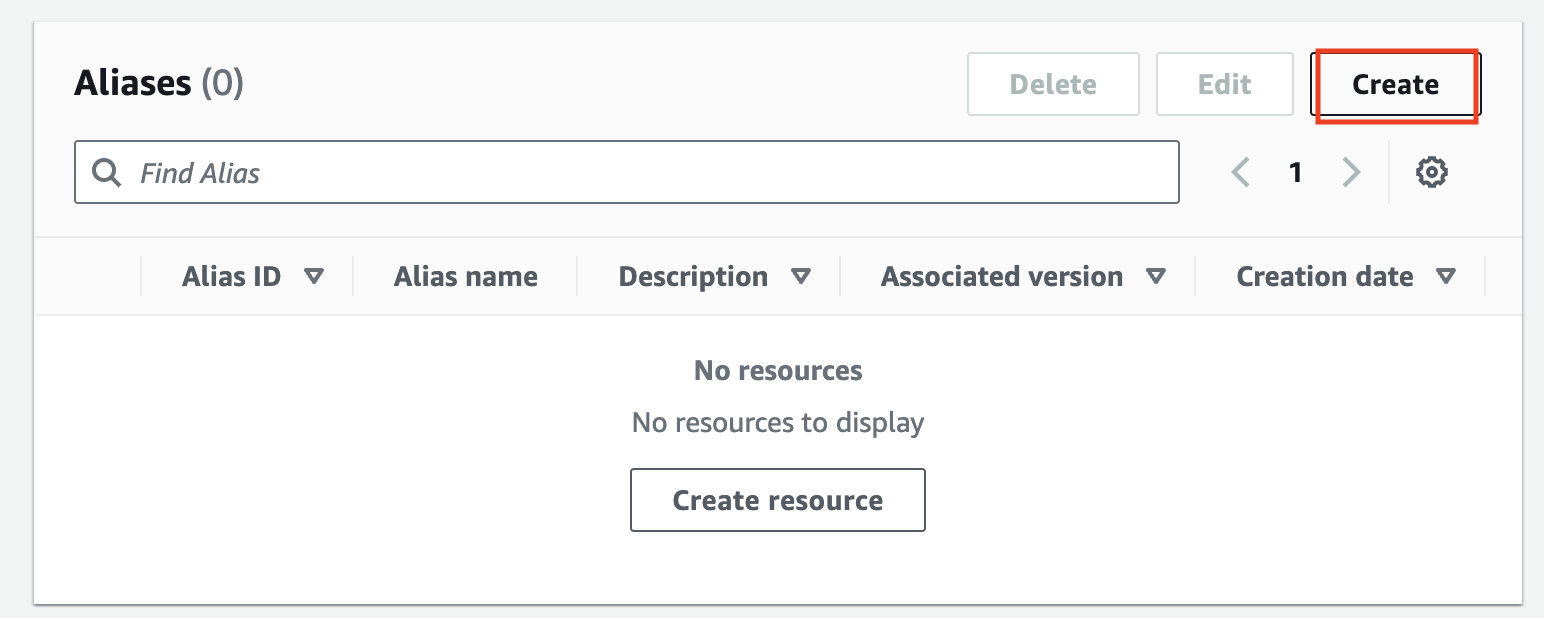 Aliases (0)
Delete
Edit
Create
Find Alias
1
Alias ID
Alias name
Description
Associated version
Creation date
No resources
No resources to display
Create resource